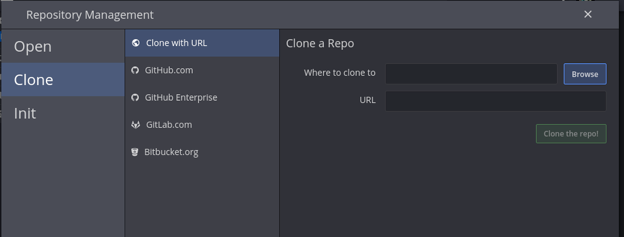 Repository Management
Open
Clone
Init
Clone with URL
GitHub.com
GitHub Enterprise
GitLab.com
Bitbucket.org
Clone a Repo
Where to clone to
Browse
URL
Clone the repo!